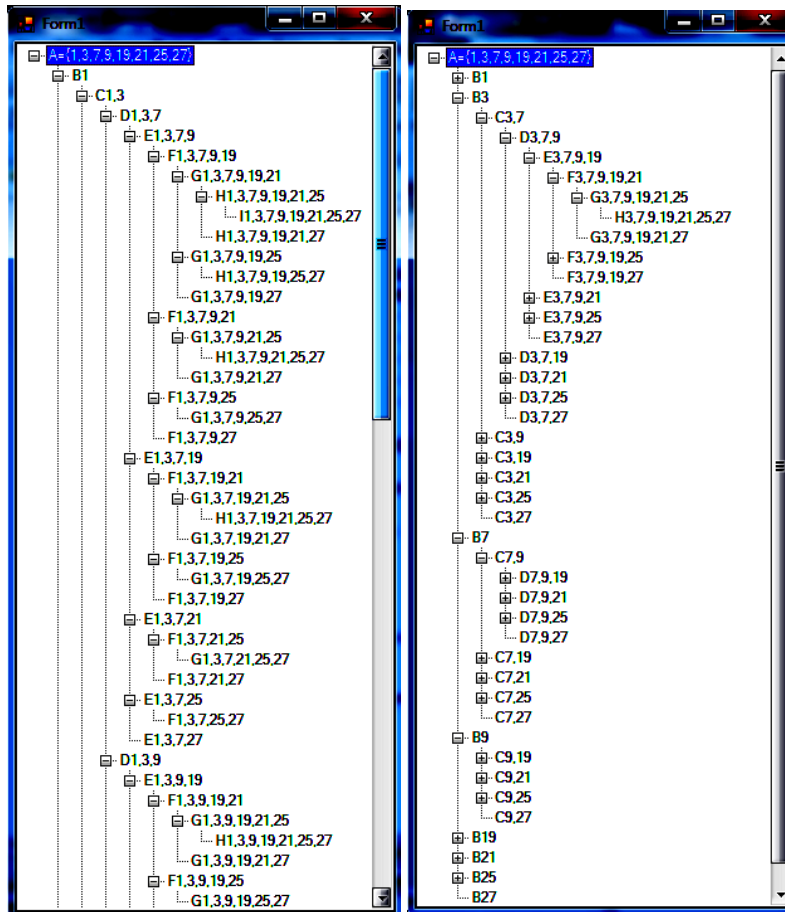 Form1
A={1,3,7,9,19,21,25,27}
B1
C1,3
D1,3,7
E1,3,7,9
F1,3,7,9,19
G1,3,7,9,19,21
H1,3,7,9,19,21,25
I1,3,7,9,19,21,25,27
H1,3,7,9,19,21,27
G1,3,7,9,19,25
H1,3,7,9,19,25,27
G1,3,7,9,19,27
F1,3,7,9,21
G1,3,7,9,21,25
H1,3,7,9,21,25,27
G1,3,7,9,21,27
F1,3,7,9,25
G1,3,7,9,25,27
F1,3,7,9,27
E1,3,7,19
F1,3,7,19,21
G1,3,7,19,21,25
H1,3,7,19,21,25,27
G1,3,7,19,21,27
F1,3,7,19,25
G1,3,7,19,25,27
F1,3,7,19,27
E1,3,7,21
F1,3,7,21,25
G1,3,7,21,25,27
F1,3,7,21,27
E1,3,7,25
F1,3,7,25,27
E1,3,7,27
D1,3,9
E1,3,9,19
F1,3,9,19,21
G1,3,9,19,21,25
H1,3,9,19,21,25,27
G1,3,9,19,21,27
F1,3,9,19,25
G1,3,9,19,25,27
Form1
A={1,3,7,9,19,21,25,27}
B1
B3
C3,7
D3,7,9
E3,7,9,19
F3,7,9,19,21
G3,7,9,19,21,25
H3,7,9,19,21,25,27
G3,7,9,19,21,27
F3,7,9,19,25
F3,7,9,19,27
E3,7,9,21
E3,7,9,25
E3,7,9,27
D3,7,19
D3,7,21
D3,7,25
D3,7,27
C3,9
C3,19
C3,21
C3,25
C3,27
B7
C7,9
D7,9,19
D7,9,21
D7,9,25
D7,9,27
C7,19
C7,21
C7,25
C7,27
B9
C9,19
C9,21
C9,25
C9,27
B19
B21
B25
B27